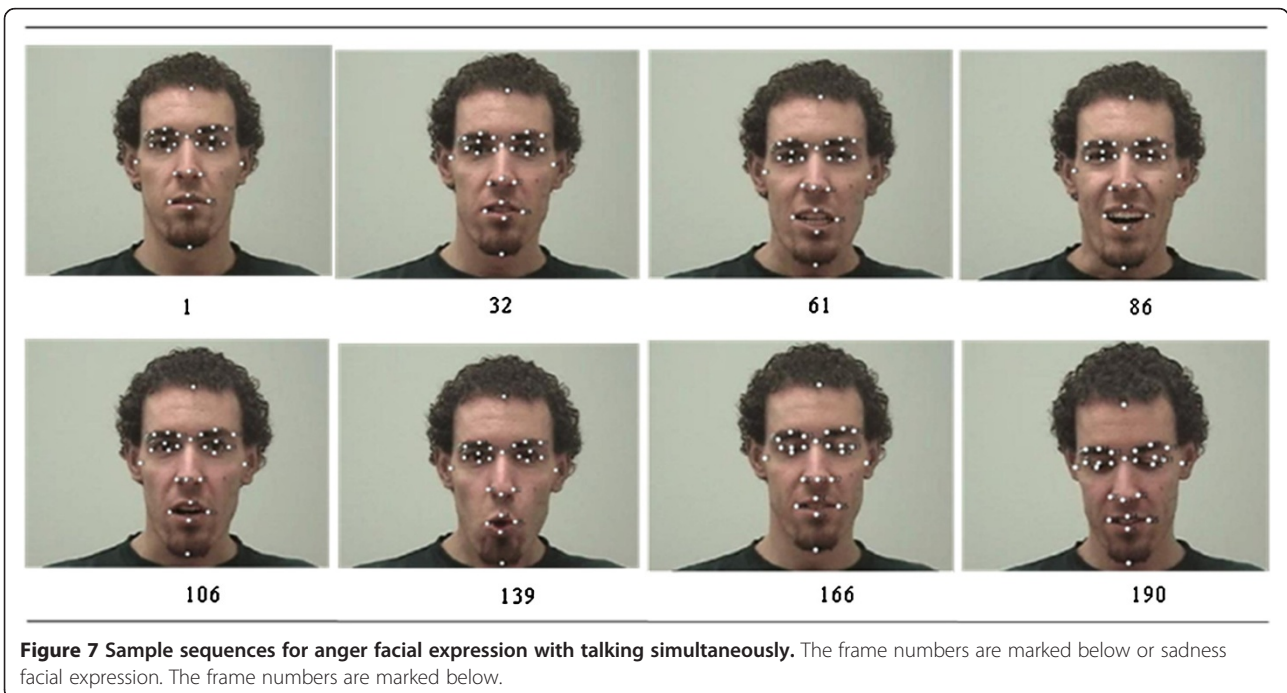 1 32 61 86
106 139 166 190
Figure 7 Sample sequences for anger facial expression with talking simultaneously. The frame numbers are marked below or sadness
facial expression. The frame numbers are marked below.